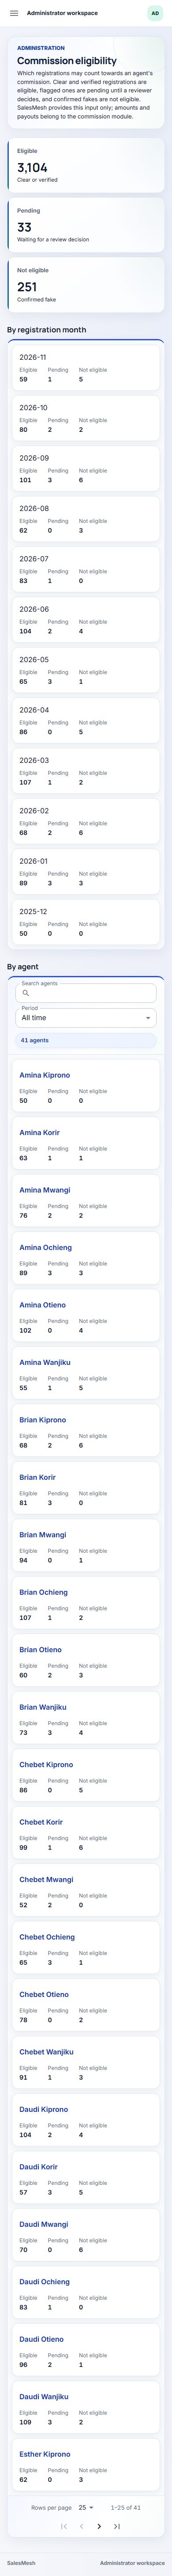 Administrator workspace
AD
ADMINISTRATION
Commission eligibility
Which registrations may count towards an agent's
commission. Clear and verified registrations are
eligible, flagged ones are pending until a reviewer
decides, and confirmed fakes are not eligible.
SalesMesh provides this input only; amounts and
payouts belong to the commission module.
Eligible
3,104
Clear or verified
Pending
33
Waiting for a review decision
Not eligible
251
Confirmed fake
By registration month
2026-11
Eligible Pending Not eligible
59 1 5
2026-10
Eligible Pending Not eligible
80 2 2
2026-09
Eligible Pending Not eligible
101 3 6
2026-08
Eligible Pending Not eligible
62 0 3
2026-07
Eligible Pending Not eligible
83 1 0
2026-06
Eligible Pending Not eligible
104 2 4
2026-05
Eligible Pending Not eligible
65 3 1
2026-04
Eligible Pending Not eligible
86 0 5
2026-03
Eligible Pending Not eligible
107 1 2
2026-02
Eligible Pending Not eligible
68 2 6
2026-01
Eligible Pending Not eligible
89 3 3
2025-12
Eligible Pending Not eligible
50 0 0
By agent
Search agents
Period
All time
41 agents
Amina Kiprono
Eligible Pending Not eligible
50 0 0
Amina Korir
Eligible Pending Not eligible
63 1 1
Amina Mwangi
Eligible Pending Not eligible
76 2 2
Amina Ochieng
Eligible Pending Not eligible
89 3 3
Amina Otieno
Eligible Pending Not eligible
102 0 4
Amina Wanjiku
Eligible Pending Not eligible
55 1 5
Brian Kiprono
Eligible Pending Not eligible
68 2 6
Brian Korir
Eligible Pending Not eligible
81 3 0
Brian Mwangi
Eligible Pending Not eligible
94 0 1
Brian Ochieng
Eligible Pending Not eligible
107 1 2
Brian Otieno
Eligible Pending Not eligible
60 2 3
Brian Wanjiku
Eligible Pending Not eligible
73 3 4
Chebet Kiprono
Eligible Pending Not eligible
86 0 5
Chebet Korir
Eligible Pending Not eligible
99 1 6
Chebet Mwangi
Eligible Pending Not eligible
52 2 0
Chebet Ochieng
Eligible Pending Not eligible
65 3 1
Chebet Otieno
Eligible Pending Not eligible
78 0 2
Chebet Wanjiku
Eligible Pending Not eligible
91 1 3
Daudi Kiprono
Eligible Pending Not eligible
104 2 4
Daudi Korir
Eligible Pending Not eligible
57 3 5
Daudi Mwangi
Eligible Pending Not eligible
70 0 6
Daudi Ochieng
Eligible Pending Not eligible
83 1 0
Daudi Otieno
Eligible Pending Not eligible
96 2 1
Daudi Wanjiku
Eligible Pending Not eligible
109 3 2
Esther Kiprono
Eligible Pending Not eligible
62 0 3
Rows per page 25 1–25 of 41
SalesMesh Administrator workspace